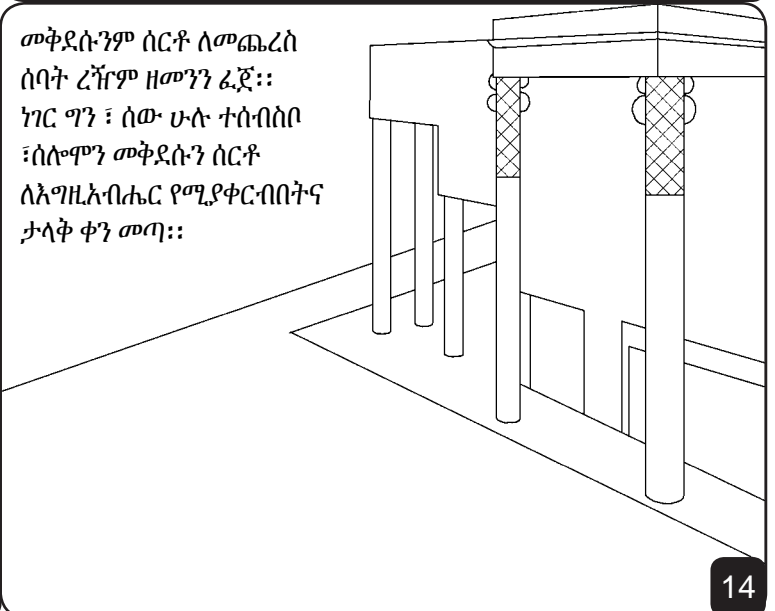 መቅደሱንም ሰርቶ ለመጨረስ
ሰባት ረዥም ዘመንን ፈጀ፡፡
ነገር ግን ፣ ሰው ሁሉ ተሰብስቦ
፣ሰሎሞን መቅደሱን ሰርቶ
ለእግዚአብሔር የሚያቀርብበትና
ታላቅ ቀን መጣ፡፡
14